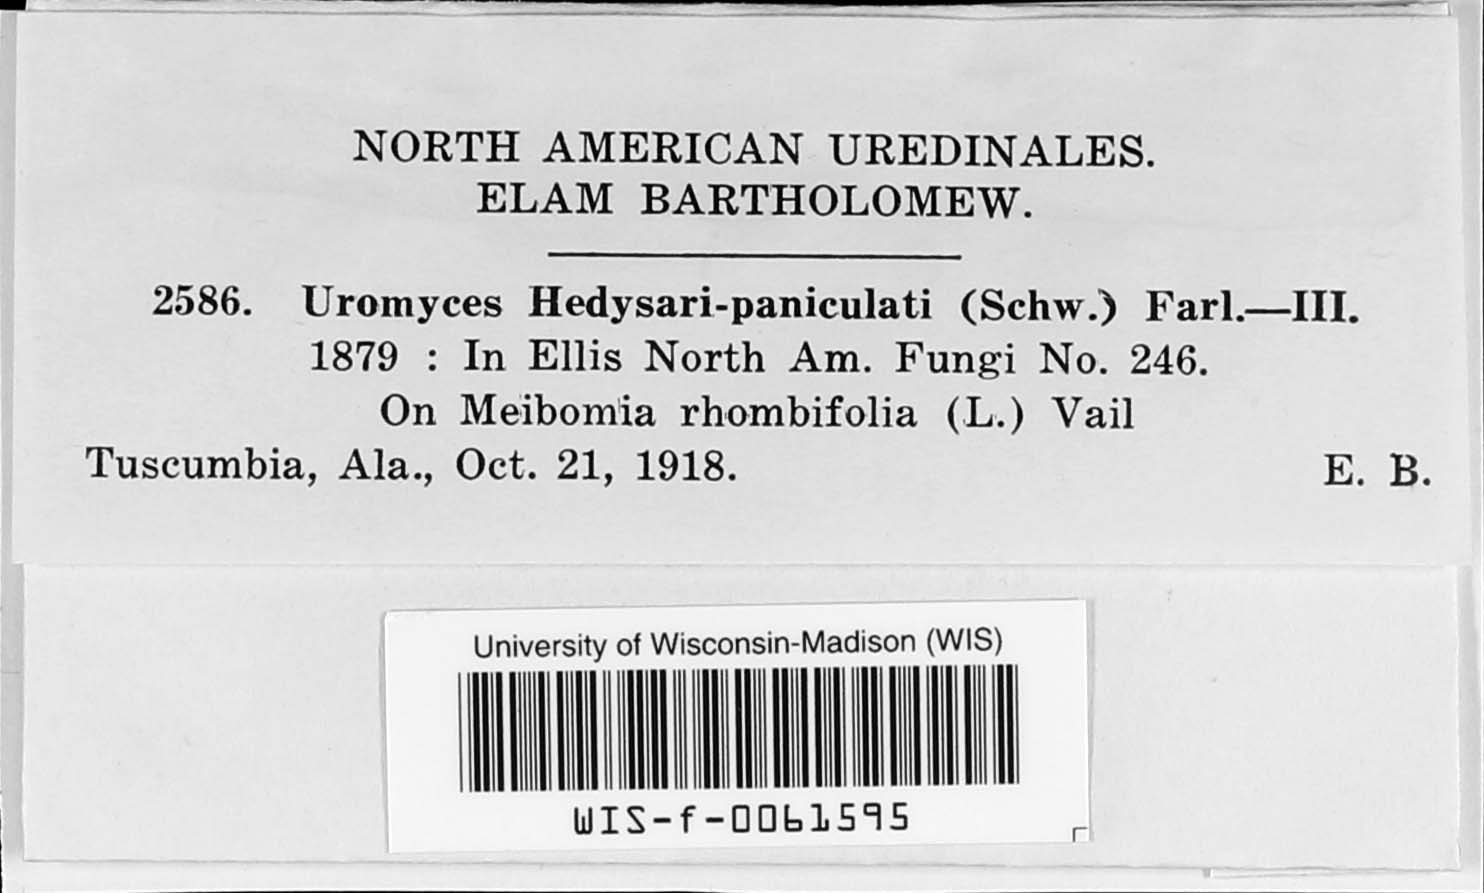 NORTH AMERICAN UREDINALES.
ELAM BARTHOLOMEW.
2586. Uromyces Hedysari-paniculati (Schw.) Farl.—III.
1879 : In Ellis North Am. Fungi No. 246.
On Meibomia rhombifolia (L.) Vail
Tuscumbia, Ala., Oct. 21, 1918. E. B.
University of Wisconsin-Madison (WIS)
WIS-f-0061595